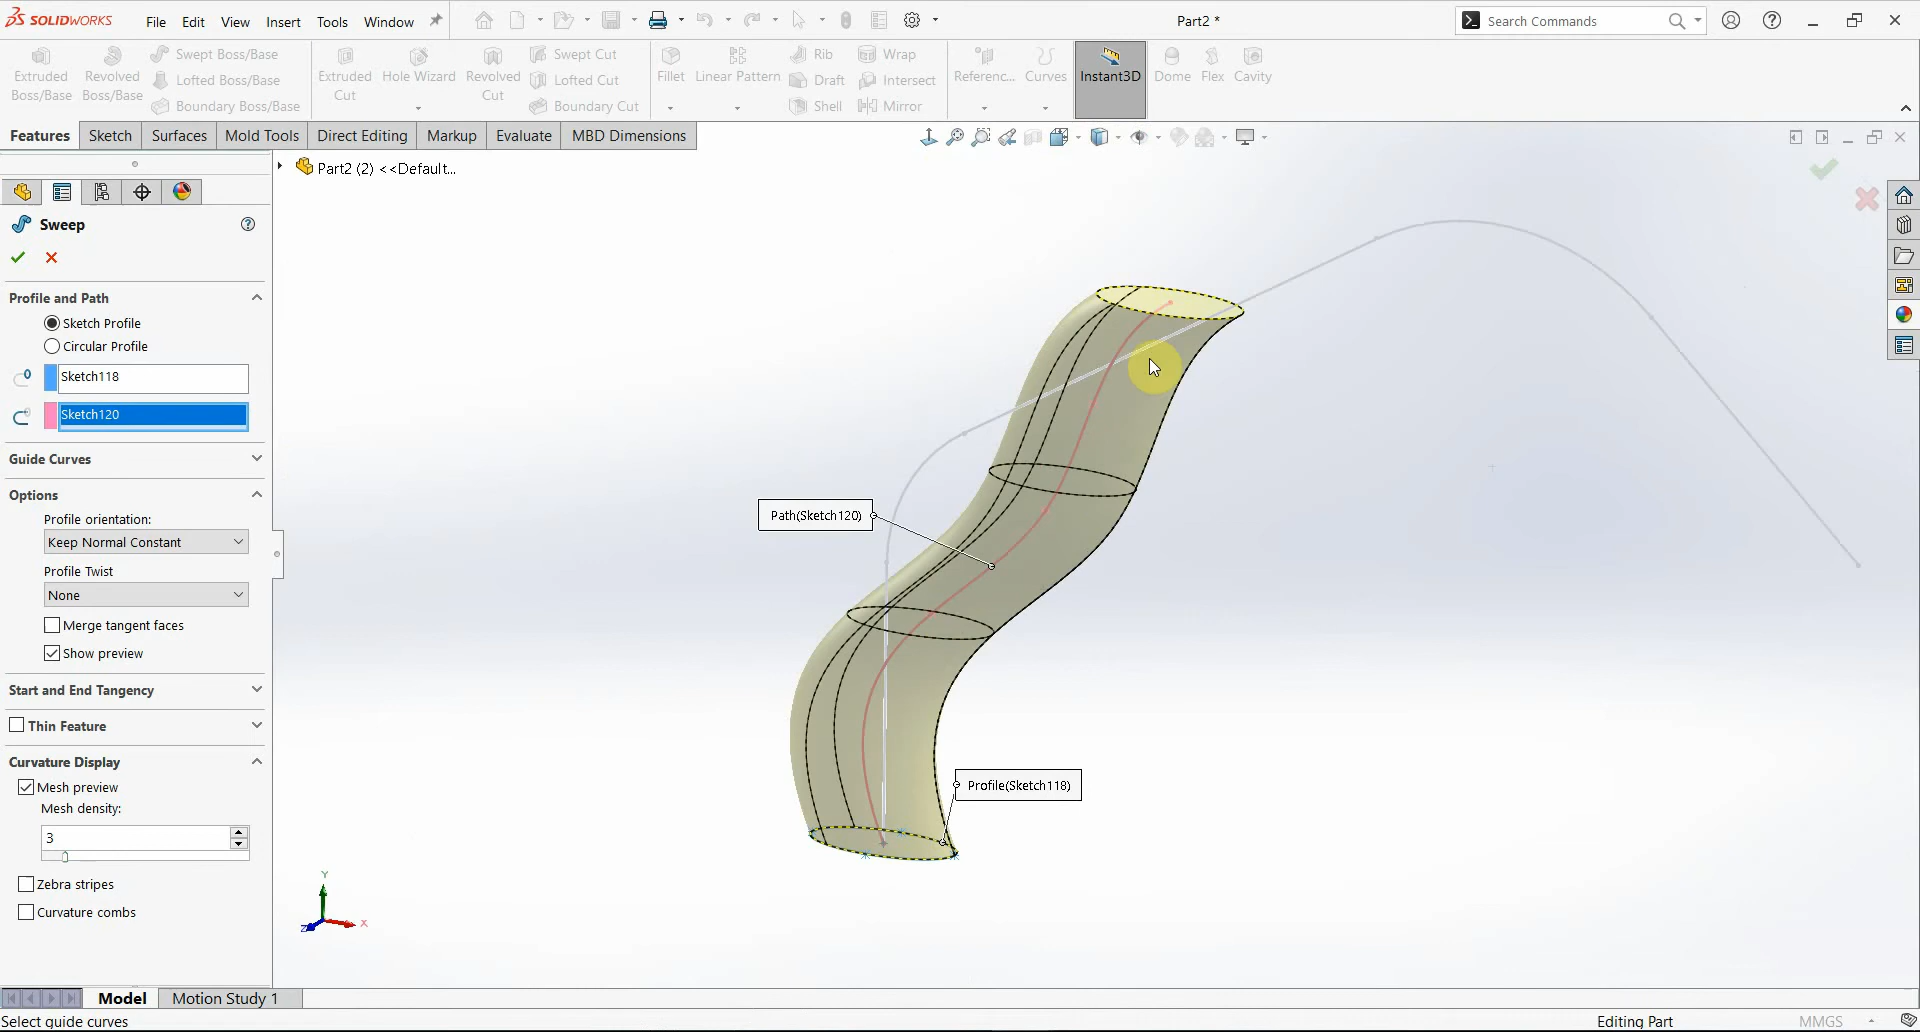 SOLIDWORKS File Edit View Insert Tools Window Part2 * Search Commands
Extruded Boss/Base
Revolved Boss/Base
Swept Boss/Base
Lofted Boss/Base
Boundary Boss/Base
Extruded Cut
Hole Wizard
Revolved Cut
Swept Cut
Lofted Cut
Boundary Cut
Fillet
Linear Pattern
Rib
Draft
Shell
Wrap
Intersect
Mirror
Referenc...
Curves
Instant3D
Dome
Flex
Cavity
Features Sketch Surfaces Mold Tools Direct Editing Markup Evaluate MBD Dimensions
Part2 (2) <<Default...
Sweep
Profile and Path
Sketch Profile
Circular Profile
Sketch118
Sketch120
Guide Curves
Options
Profile orientation:
Keep Normal Constant
Profile Twist
None
Merge tangent faces
Show preview
Start and End Tangency
Thin Feature
Curvature Display
Mesh preview
Mesh density:
3
Zebra stripes
Curvature combs
Path(Sketch120)
Profile(Sketch118)
Y
X
Z
Model Motion Study 1
Select guide curves Editing Part MMGS